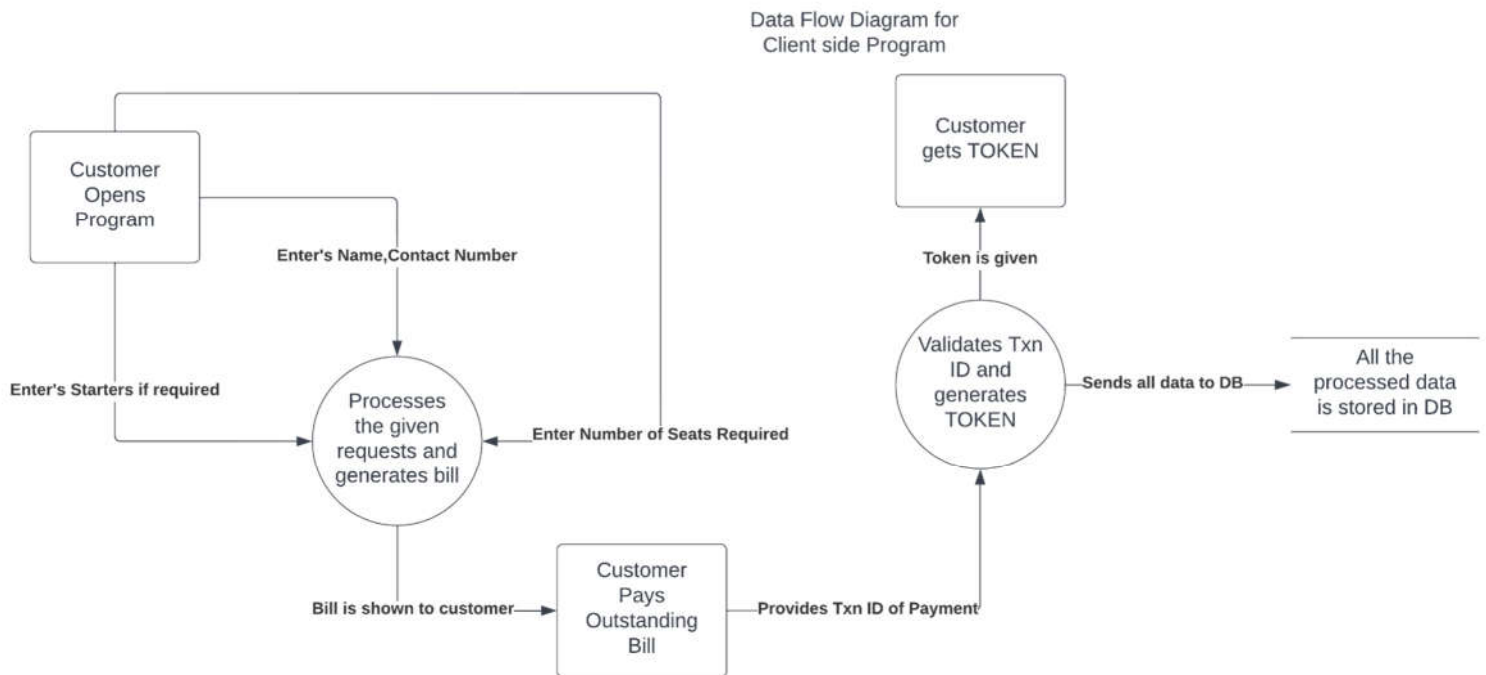 Data Flow Diagram for
Client side Program
Customer
Opens
Program
Enter's Name,Contact Number
Enter's Starters if required
Enter Number of Seats Required
Processes
the given
requests and
generates bill
Bill is shown to customer
Customer
Pays
Outstanding
Bill
Provides Txn ID of Payment
Validates Txn
ID and
generates
TOKEN
Token is given
Customer
gets TOKEN
Sends all data to DB
All the
processed data
is stored in DB